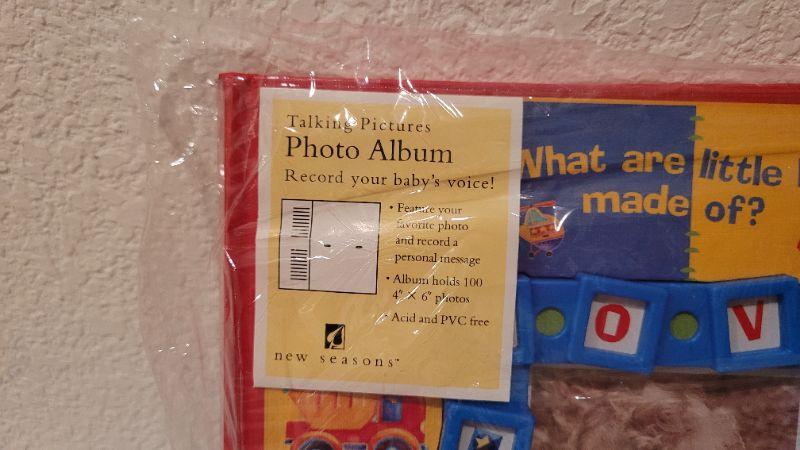 Talking Pictures
Photo Album
Record your baby's voice!
• Feature your
favorite photo
and record a
personal message
• Album holds 100
4" × 6" photos
• Acid and PVC free
new seasons™
What are little
made of?
O V